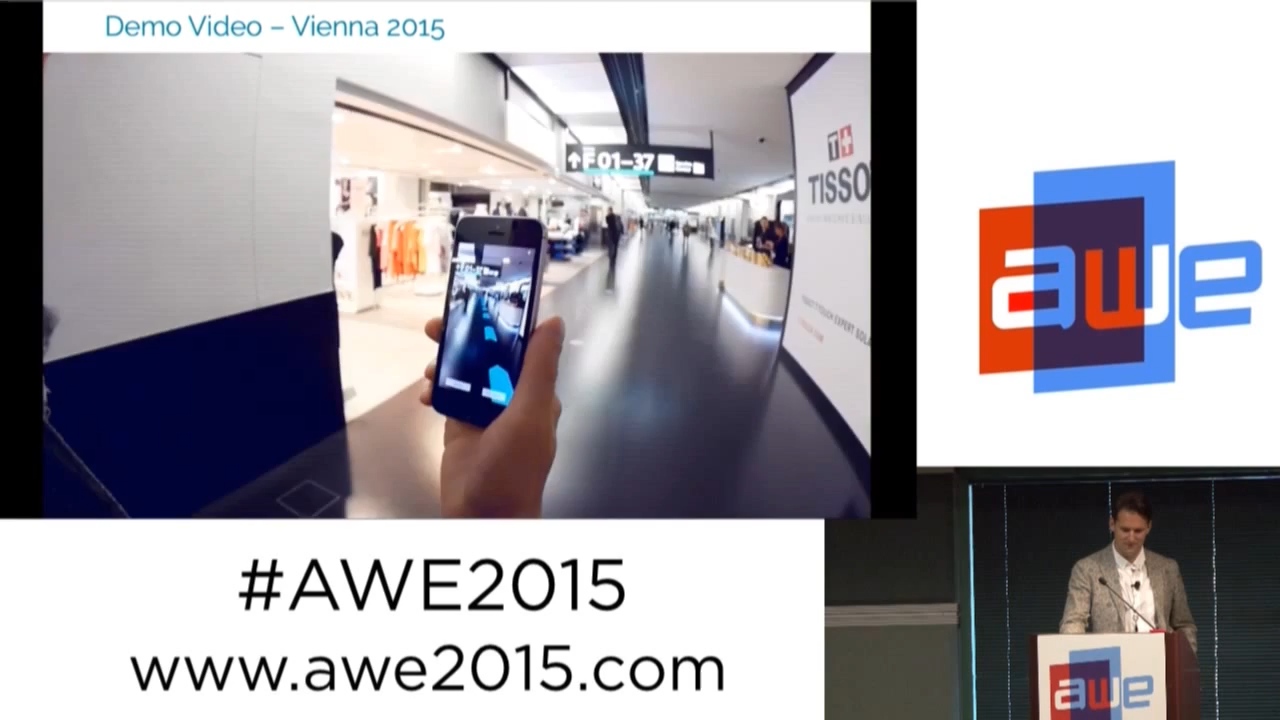 Demo Video – Vienna 2015
F 01–37
T+
TISSO
awe
#AWE2015
www.awe2015.com
awe